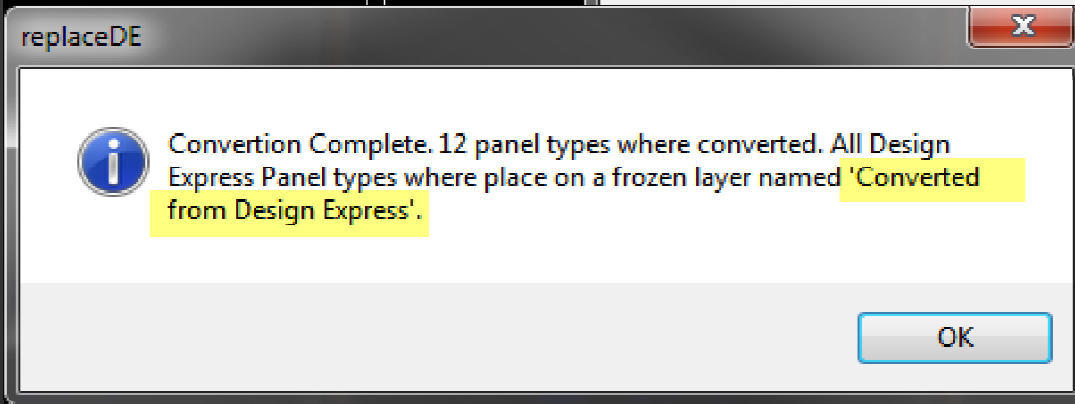 replaceDE
Convertion Complete. 12 panel types where converted. All Design
Express Panel types where place on a frozen layer named 'Converted
from Design Express'.
OK